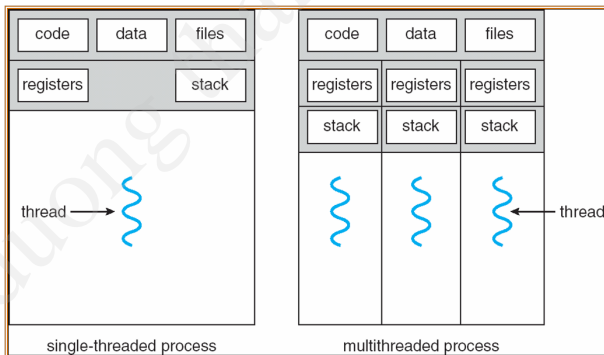 code data files code data files
registers stack registers registers registers
stack stack stack
thread thread
single-threaded process multithreaded process